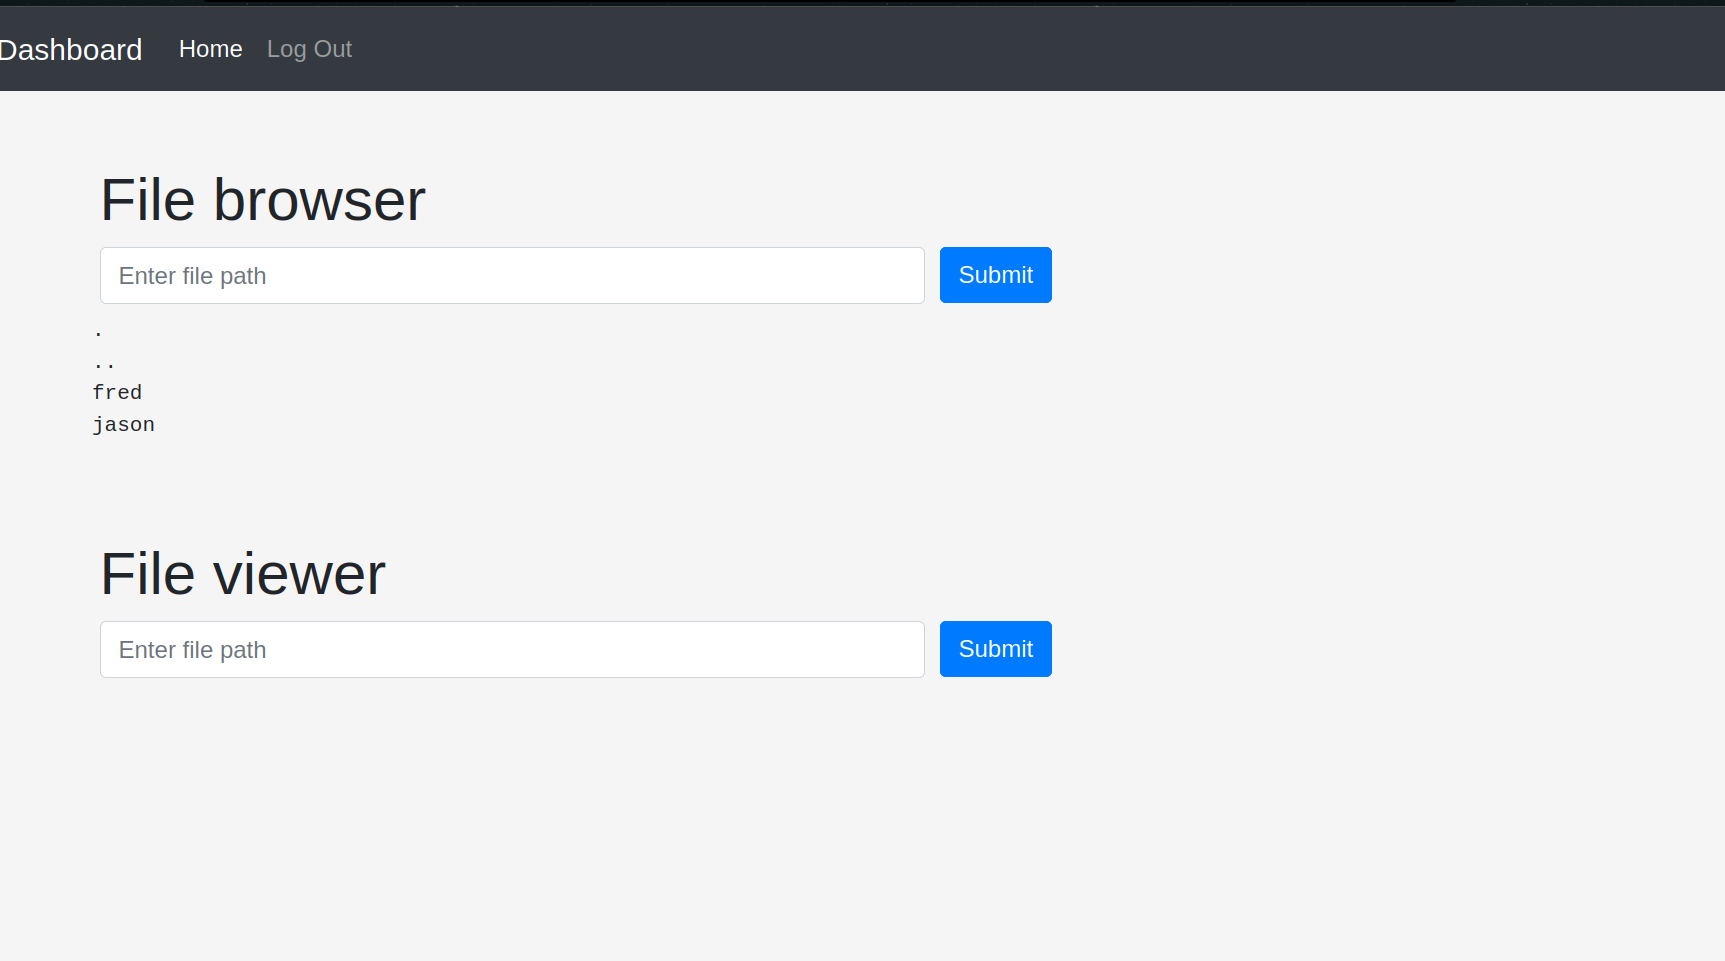 Dashboard Home Log Out
File browser
Enter file path Submit
.
..
fred
jason
File viewer
Enter file path Submit